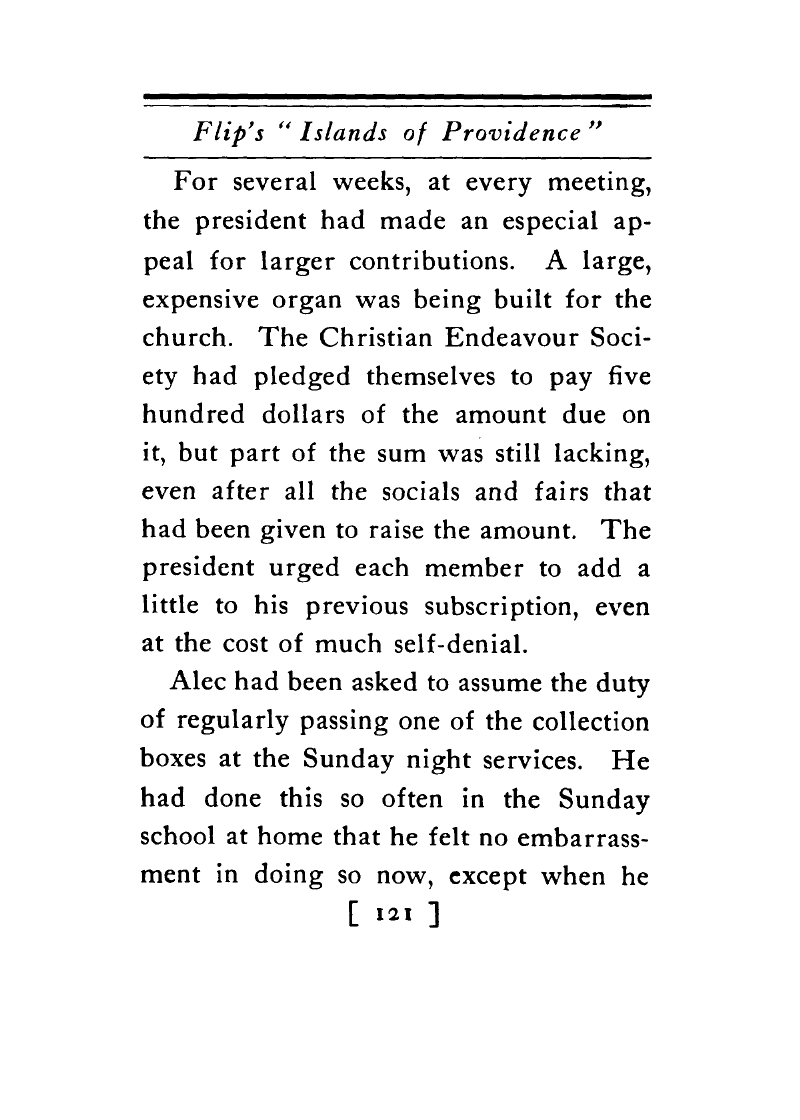 Flip's "Islands of Providence"
For several weeks, at every meeting,
the president had made an especial ap-
peal for larger contributions. A large,
expensive organ was being built for the
church. The Christian Endeavour Soci-
ety had pledged themselves to pay five
hundred dollars of the amount due on
it, but part of the sum was still lacking,
even after all the socials and fairs that
had been given to raise the amount. The
president urged each member to add a
little to his previous subscription, even
at the cost of much self-denial.
Alec had been asked to assume the duty
of regularly passing one of the collection
boxes at the Sunday night services. He
had done this so often in the Sunday
school at home that he felt no embarrass-
ment in doing so now, except when he
[ 121 ]